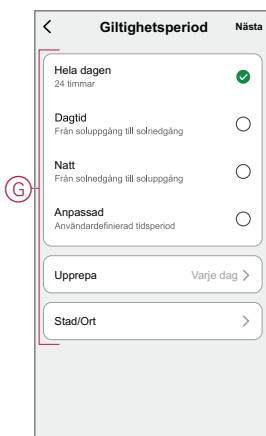 Giltighetsperiod Nästa
Hela dagen
24 timmar
Dagtid
Från soluppgång till solnedgång
Natt
Från solnedgång till soluppgång
G
Anpassad
Användardefinierad tidsperiod
Upprepa Varje dag
Stad/Ort